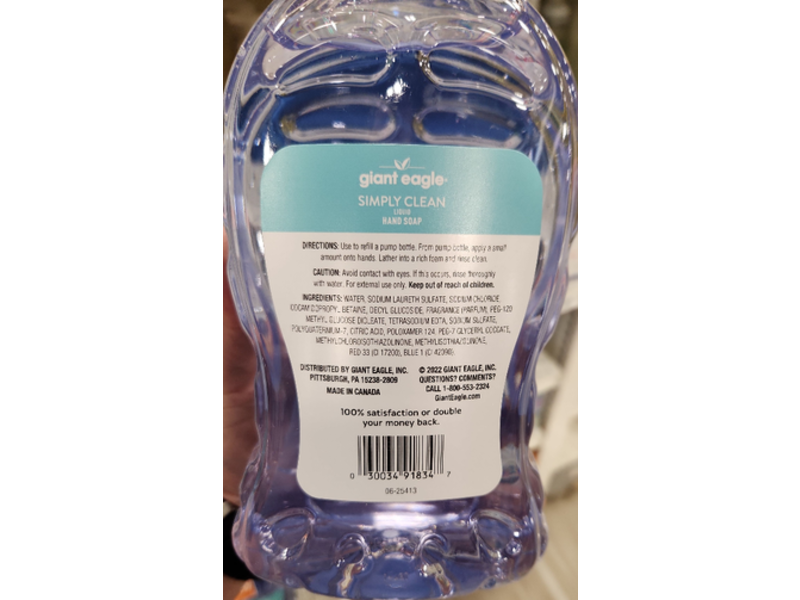 giant eagle
SIMPLY CLEAN
LIQUID
HAND SOAP
DIRECTIONS: Use to refill a pump bottle. From pump bottle, apply a small
amount onto hands. Lather into a rich foam and rinse clean.
CAUTION: Avoid contact with eyes. If this occurs, rinse thoroughly
with water. For external use only. Keep out of reach of children.
INGREDIENTS: WATER, SODIUM LAURETH SULFATE, SODIUM CHLORIDE,
COCAMIDOPROPYL BETAINE, DECYL GLUCOSIDE, FRAGRANCE (PARFUM), PEG-120
METHYL GLUCOSE DIOLEATE, TETRASODIUM EDTA, SODIUM SULFATE,
POLYQUATERNIUM-7, CITRIC ACID, POLOXAMER 124, PEG-7 GLYCERYL COCOATE,
METHYLCHLOROISOTHIAZOLINONE, METHYLISOTHIAZOLINONE,
RED 33 (CI 17200), BLUE 1 (CI 42090).
DISTRIBUTED BY GIANT EAGLE, INC.
PITTSBURGH, PA 15238-2809
MADE IN CANADA
© 2022 GIANT EAGLE, INC.
QUESTIONS? COMMENTS?
CALL 1-800-553-2324
GiantEagle.com
100% satisfaction or double
your money back.
0 30034 91834 7
06-25413